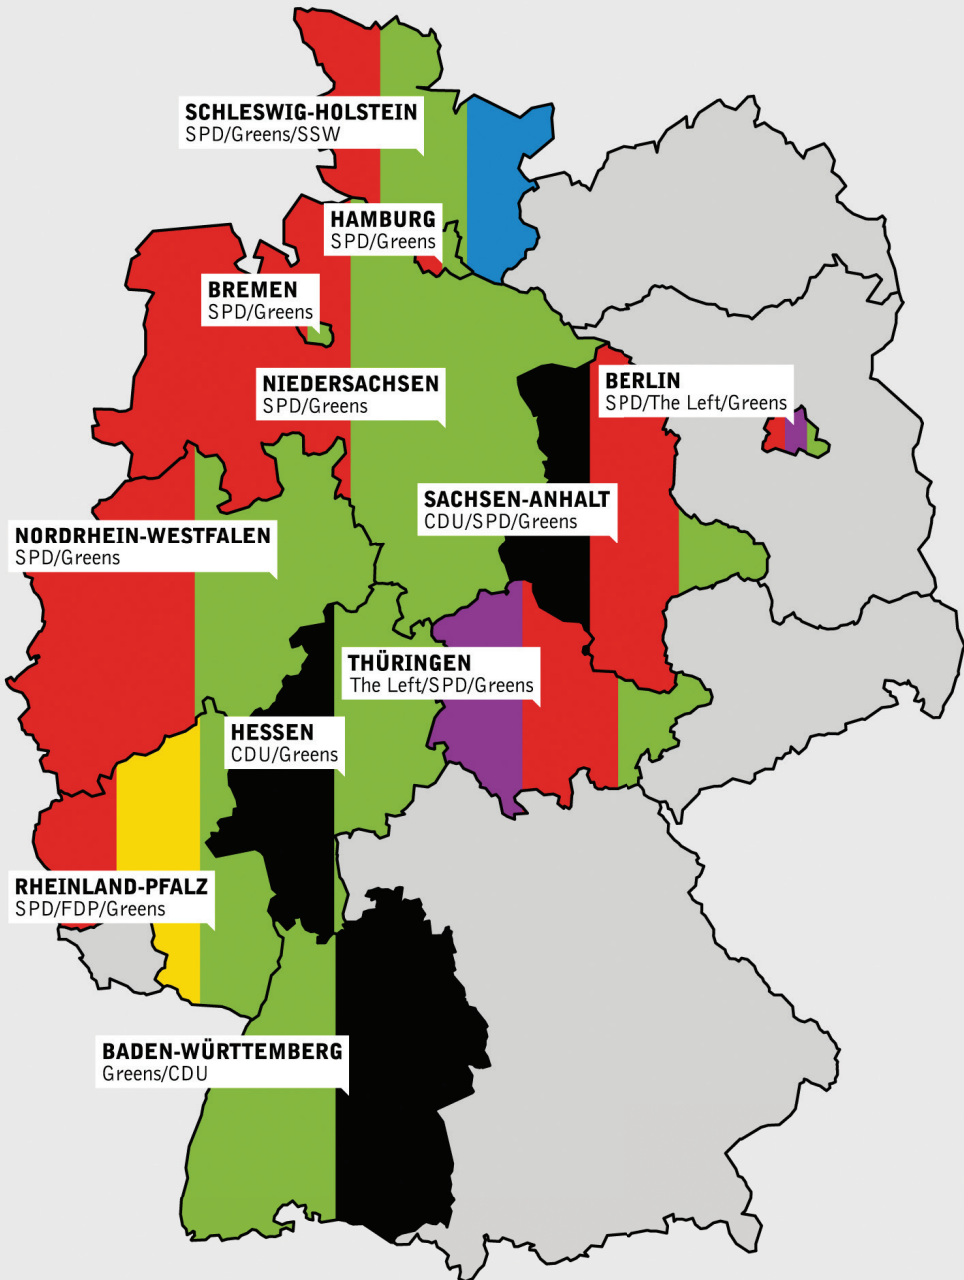 SCHLESWIG-HOLSTEIN
SPD/Greens/SSW
HAMBURG
SPD/Greens
BREMEN
SPD/Greens
NIEDERSACHSEN
SPD/Greens
BERLIN
SPD/The Left/Greens
SACHSEN-ANHALT
CDU/SPD/Greens
NORDRHEIN-WESTFALEN
SPD/Greens
THÜRINGEN
The Left/SPD/Greens
HESSEN
CDU/Greens
RHEINLAND-PFALZ
SPD/FDP/Greens
BADEN-WÜRTTEMBERG
Greens/CDU